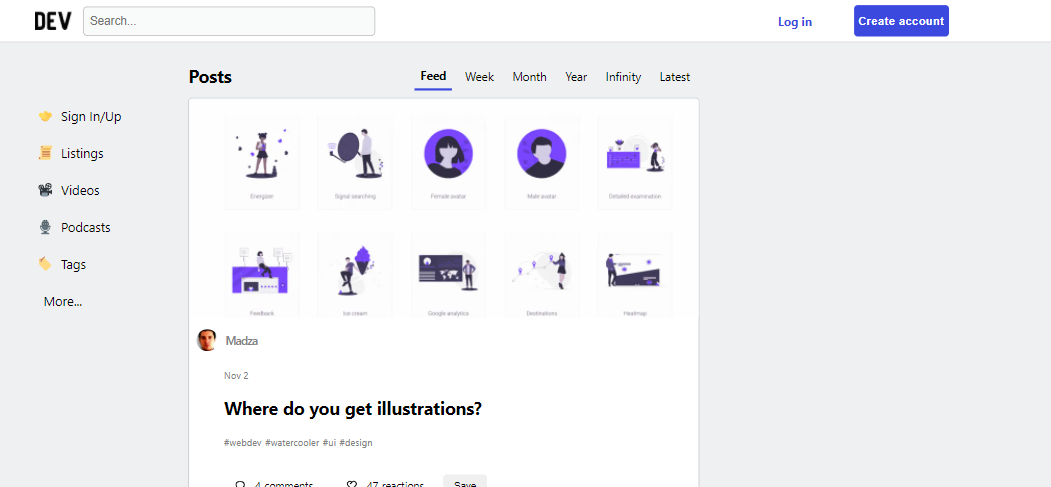 DEV Search... Log in Create account
Posts Feed Week Month Year Infinity Latest
Sign In/Up
Listings
Videos
Podcasts
Tags
More...
Energizer Signal searching Female avatar Male avatar Detailed examination
Feedback Ice cream Google analytics Destinations Heatmap
Madza
Nov 2
Where do you get illustrations?
#webdev #watercooler #ui #design
4 comments 47 reactions Save